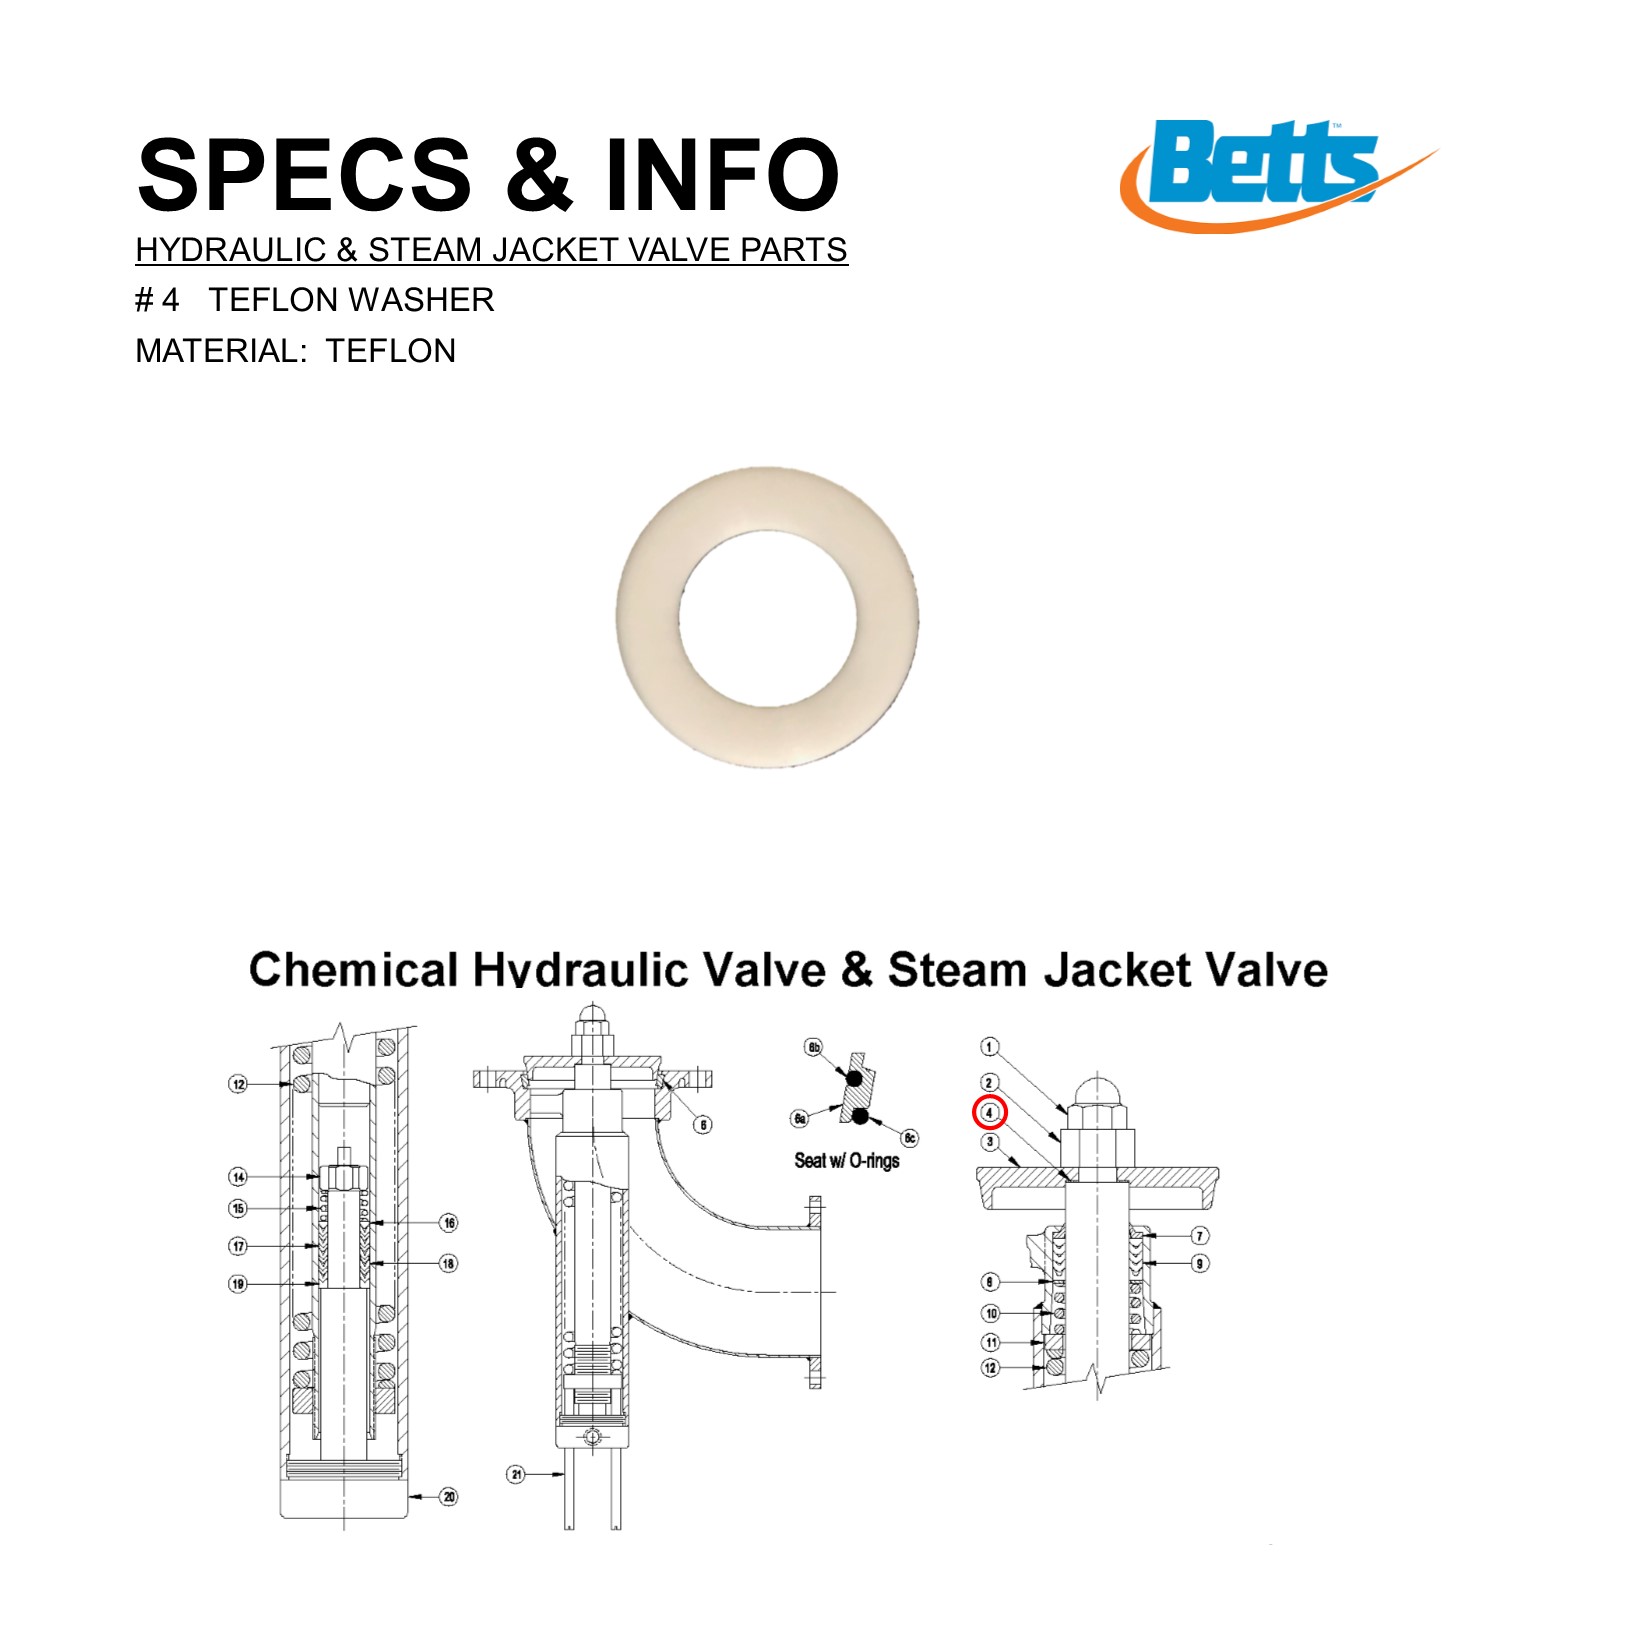 SPECS & INFO
Betts™
HYDRAULIC & STEAM JACKET VALVE PARTS
# 4 TEFLON WASHER
MATERIAL: TEFLON
Chemical Hydraulic Valve & Steam Jacket Valve
12
14
15
17
19
16
18
20
21
6
6b
6a
6c
Seat w/ O-rings
1
2
4
3
7
9
8
10
11
12